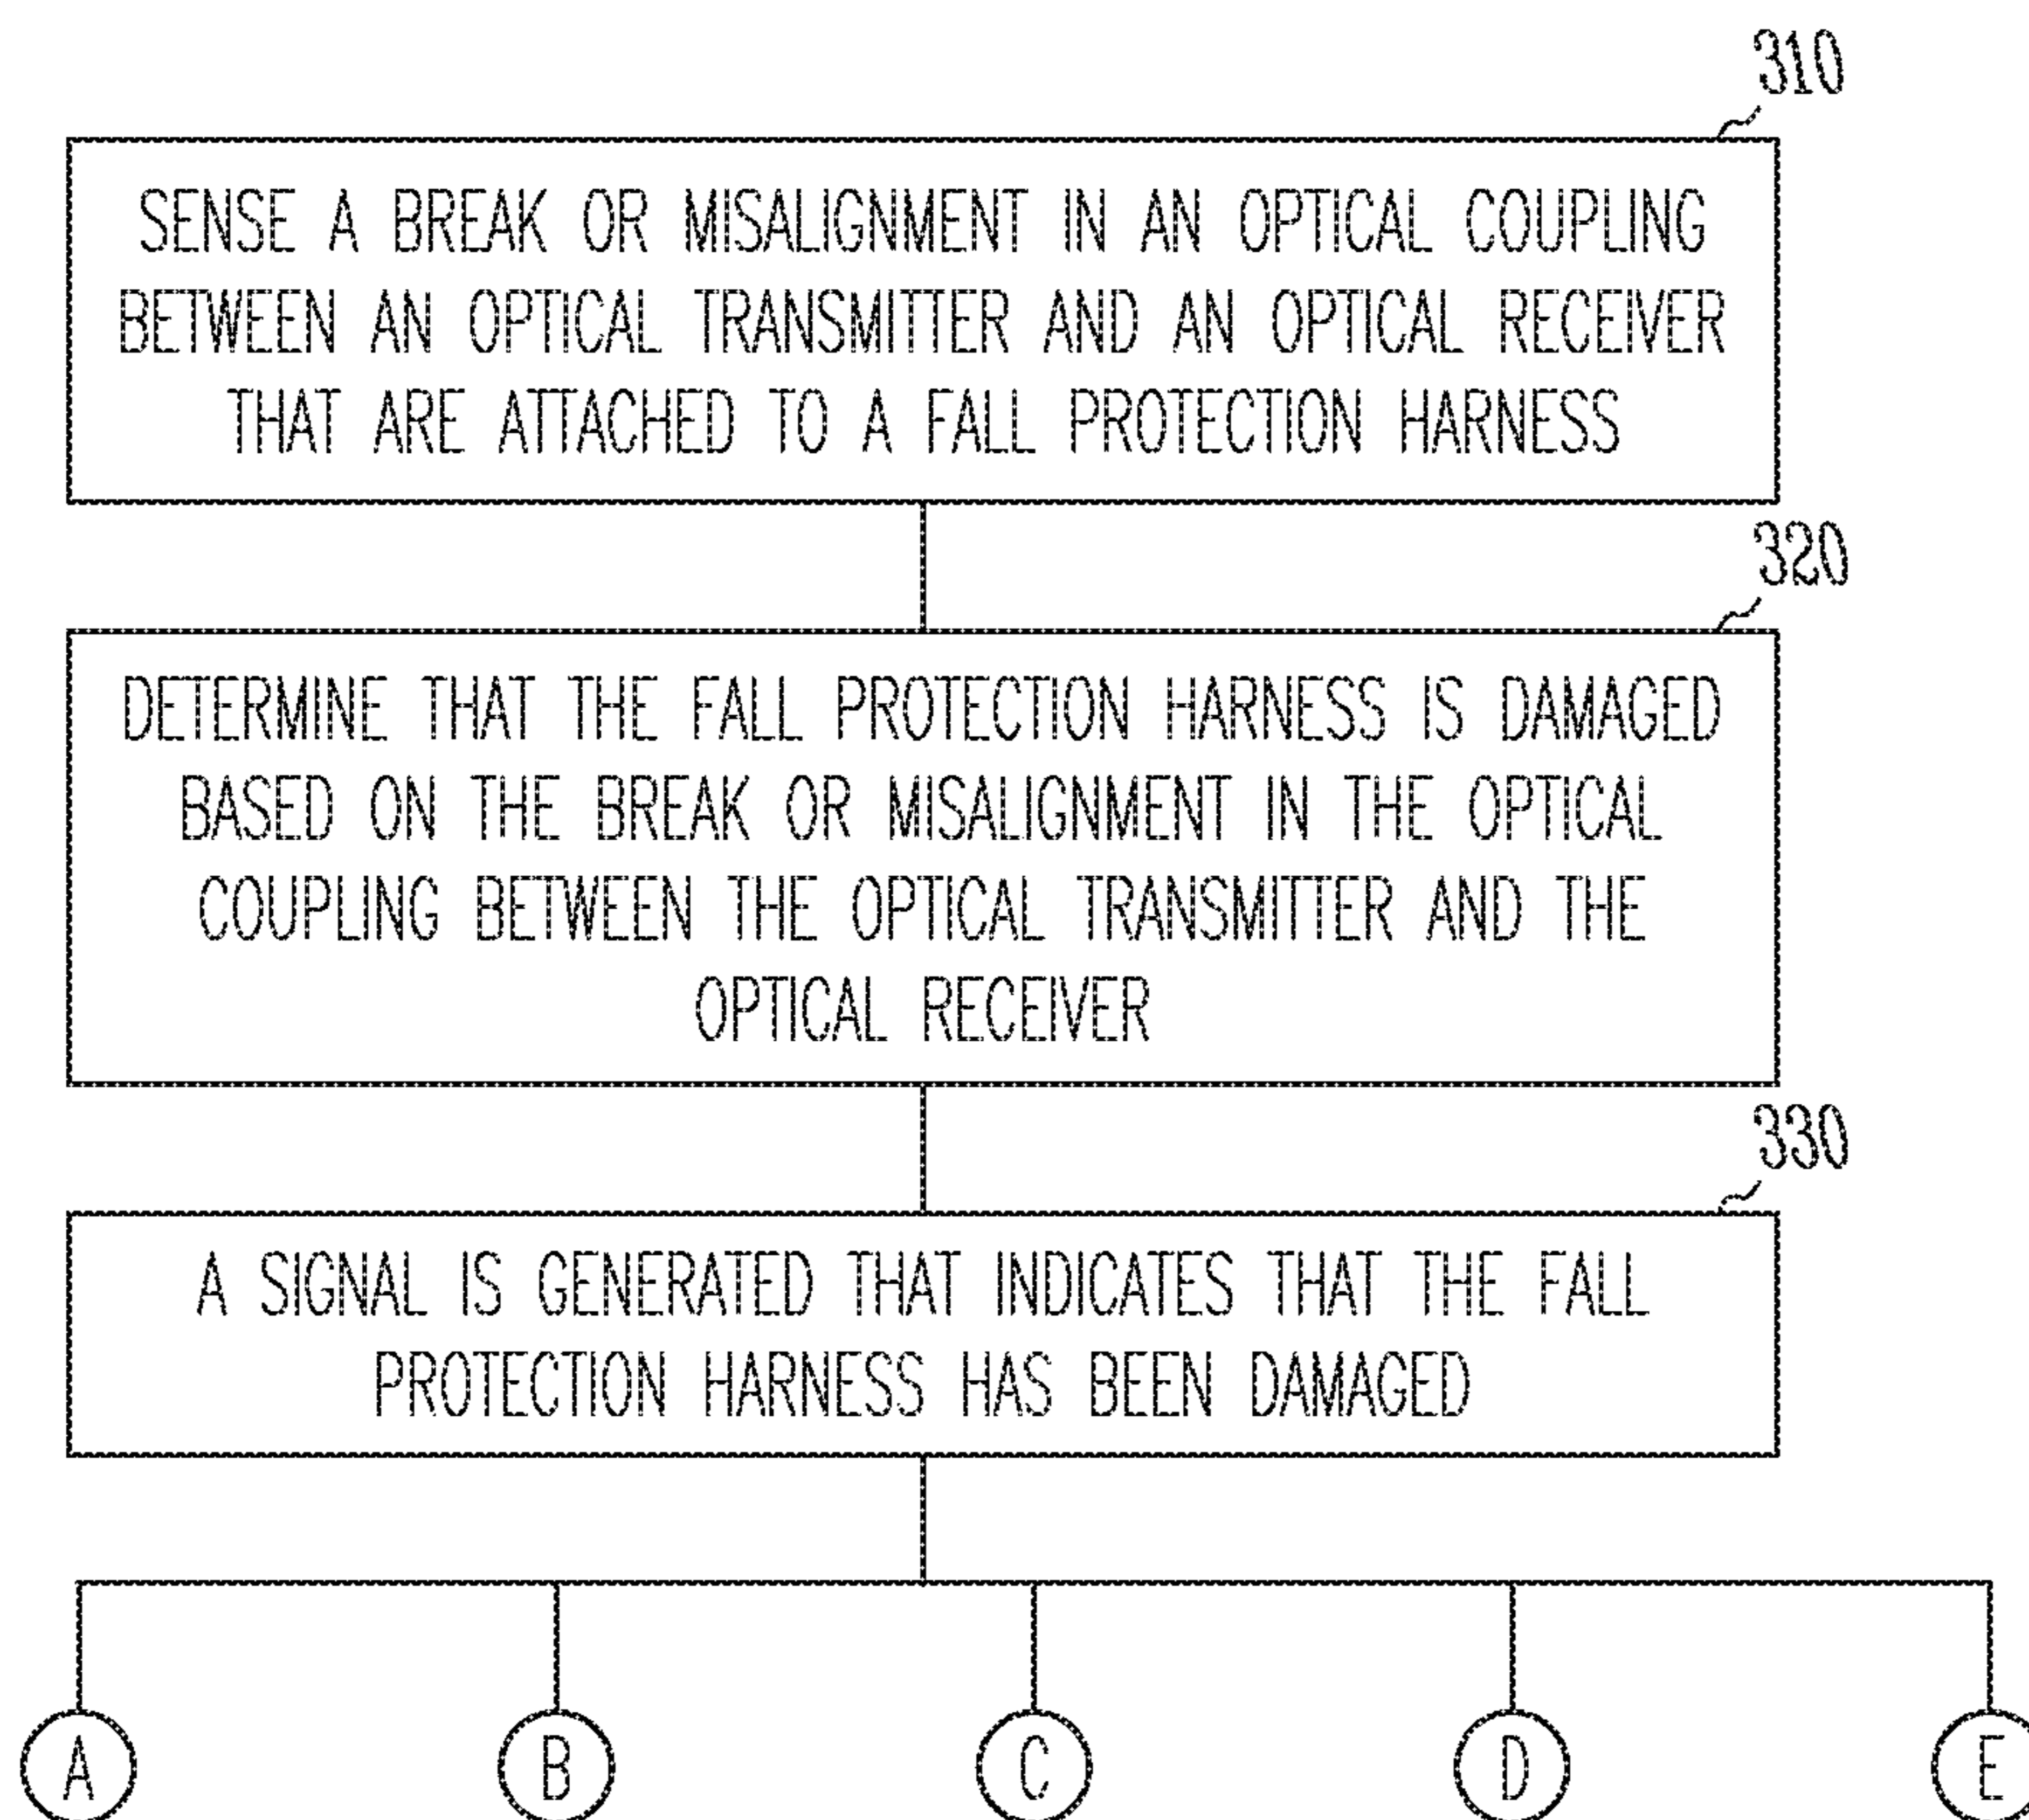 310
SENSE A BREAK OR MISALIGNMENT IN AN OPTICAL COUPLING
BETWEEN AN OPTICAL TRANSMITTER AND AN OPTICAL RECEIVER
THAT ARE ATTACHED TO A FALL PROTECTION HARNESS
320
DETERMINE THAT THE FALL PROTECTION HARNESS IS DAMAGED
BASED ON THE BREAK OR MISALIGNMENT IN THE OPTICAL
COUPLING BETWEEN THE OPTICAL TRANSMITTER AND THE
OPTICAL RECEIVER
330
A SIGNAL IS GENERATED THAT INDICATES THAT THE FALL
PROTECTION HARNESS HAS BEEN DAMAGED
A B C D E